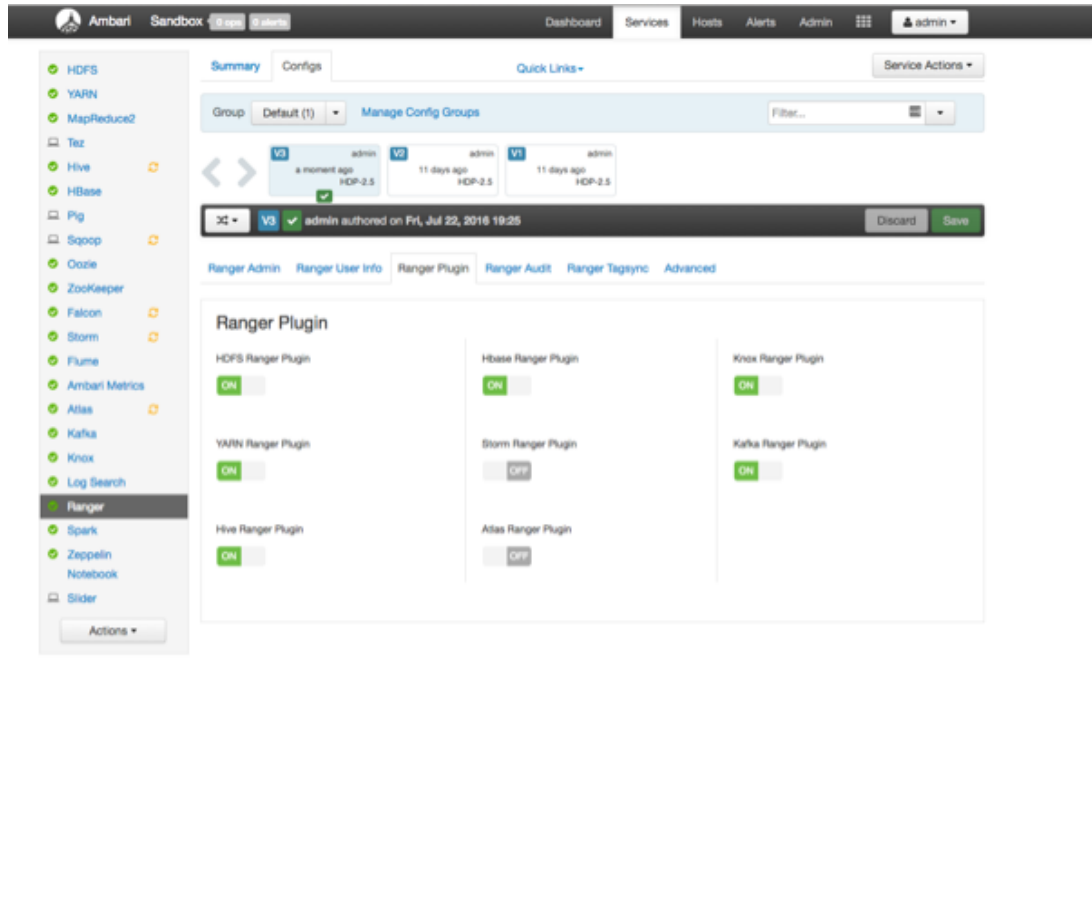 Ambari Sandbox 0 ops 0 alerts Dashboard Services Hosts Alerts Admin admin
HDFS
YARN
MapReduce2
Tez
Hive
HBase
Pig
Sqoop
Oozie
ZooKeeper
Falcon
Storm
Flume
Ambari Metrics
Atlas
Kafka
Knox
Log Search
Ranger
Spark
Zeppelin
Notebook
Slider
Actions
Summary Configs Quick Links Service Actions
Group Default (1) Manage Config Groups Filter...
V3 admin
a moment ago
HDP-2.5
V2 admin
11 days ago
HDP-2.5
V1 admin
11 days ago
HDP-2.5
V3 admin authored on Fri, Jul 22, 2016 19:25 Discard Save
Ranger Admin Ranger User Info Ranger Plugin Ranger Audit Ranger Tagsync Advanced
Ranger Plugin
HDFS Ranger Plugin Hbase Ranger Plugin Knox Ranger Plugin
ON ON ON
YARN Ranger Plugin Storm Ranger Plugin Kafka Ranger Plugin
ON OFF ON
Hive Ranger Plugin Atlas Ranger Plugin
ON OFF